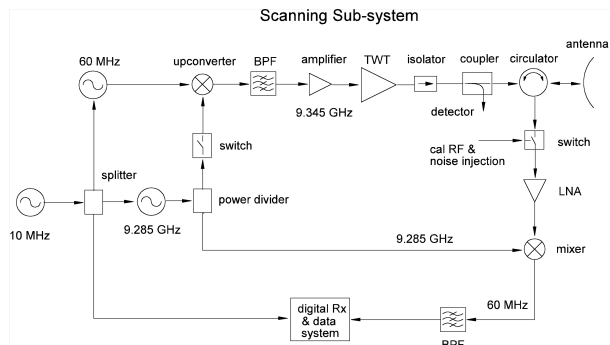 Scanning Sub-system
antenna
60 MHz
upconverter
BPF
amplifier
TWT
isolator
coupler
circulator
9.345 GHz
detector
switch
cal RF &
noise injection
switch
splitter
power divider
LNA
10 MHz
9.285 GHz
9.285 GHz
mixer
60 MHz
digital Rx
& data
system
BPF